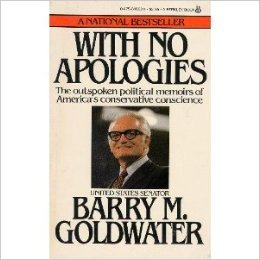 A NATIONAL BESTSELLER
WITH NO
APOLOGIES
The outspoken political memoirs of
America's conservative conscience
UNITED STATES SENATOR
BARRY M.
GOLDWATER